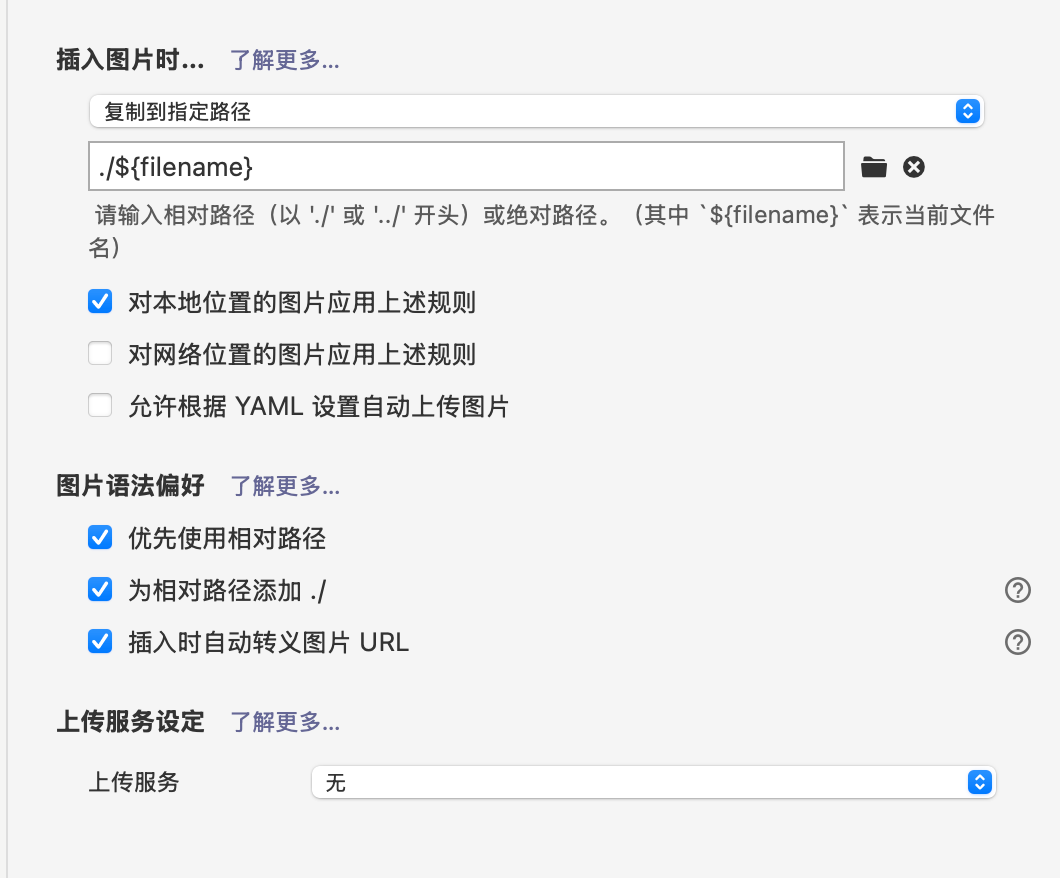 插入图片时... 了解更多...
复制到指定路径
./${filename}
请输入相对路径（以 './' 或 '../' 开头）或绝对路径。（其中 `${filename}` 表示当前文件
名）
对本地位置的图片应用上述规则
对网络位置的图片应用上述规则
允许根据 YAML 设置自动上传图片
图片语法偏好 了解更多...
优先使用相对路径
为相对路径添加 ./
插入时自动转义图片 URL
上传服务设定 了解更多...
上传服务 无